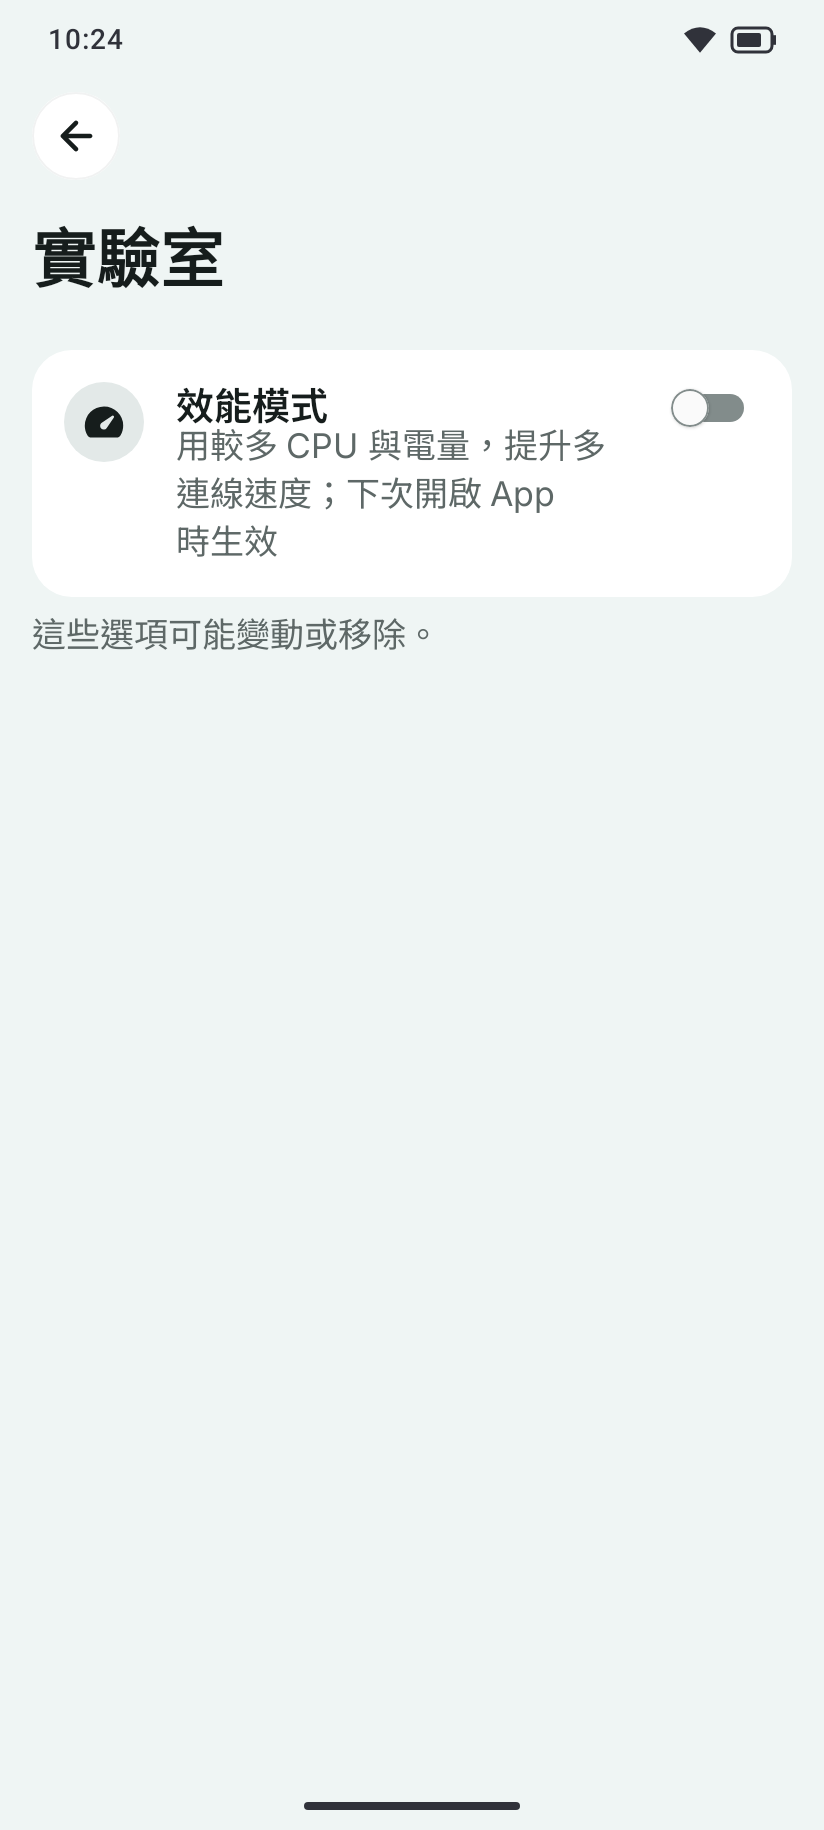 10:24
實驗室
效能模式
用較多 CPU 與電量，提升多
連線速度；下次開啟 App
時生效
這些選項可能變動或移除。